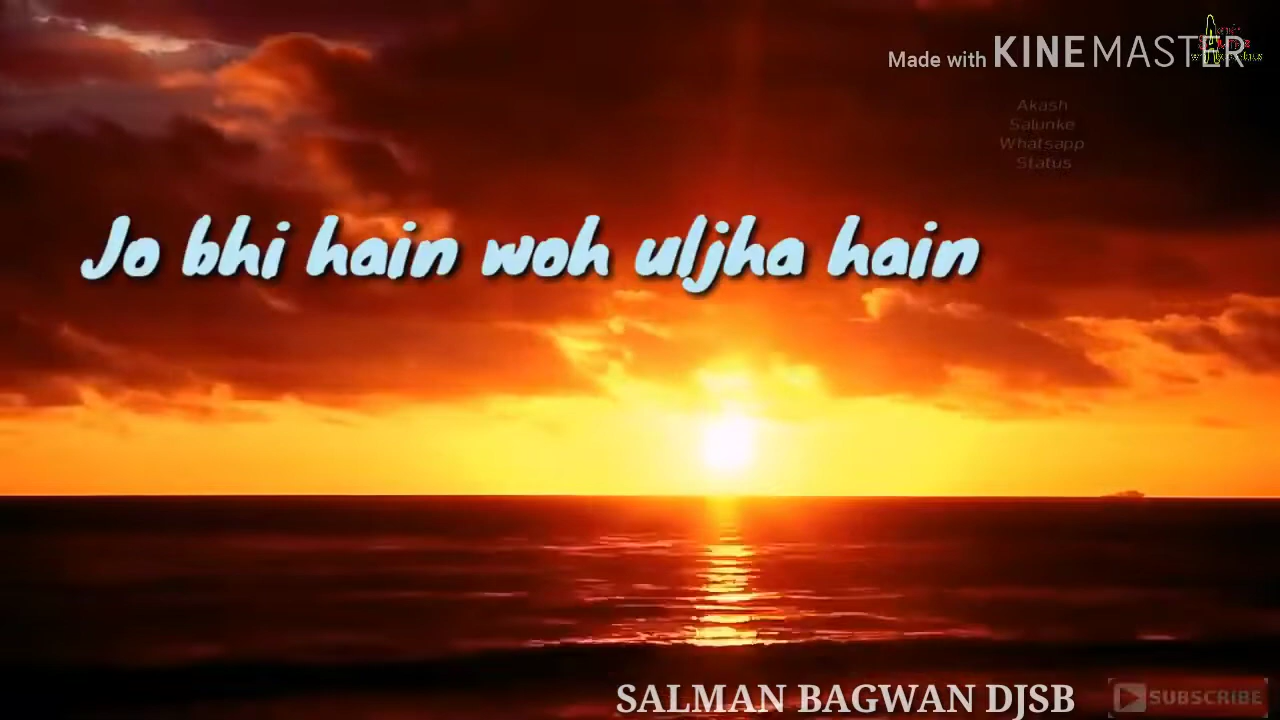 Made with KINEMASTER
Akash
Salunke
Whatsapp
Status
Jo bhi hain woh uljha hain
SALMAN BAGWAN DJSB
SUBSCRIBE